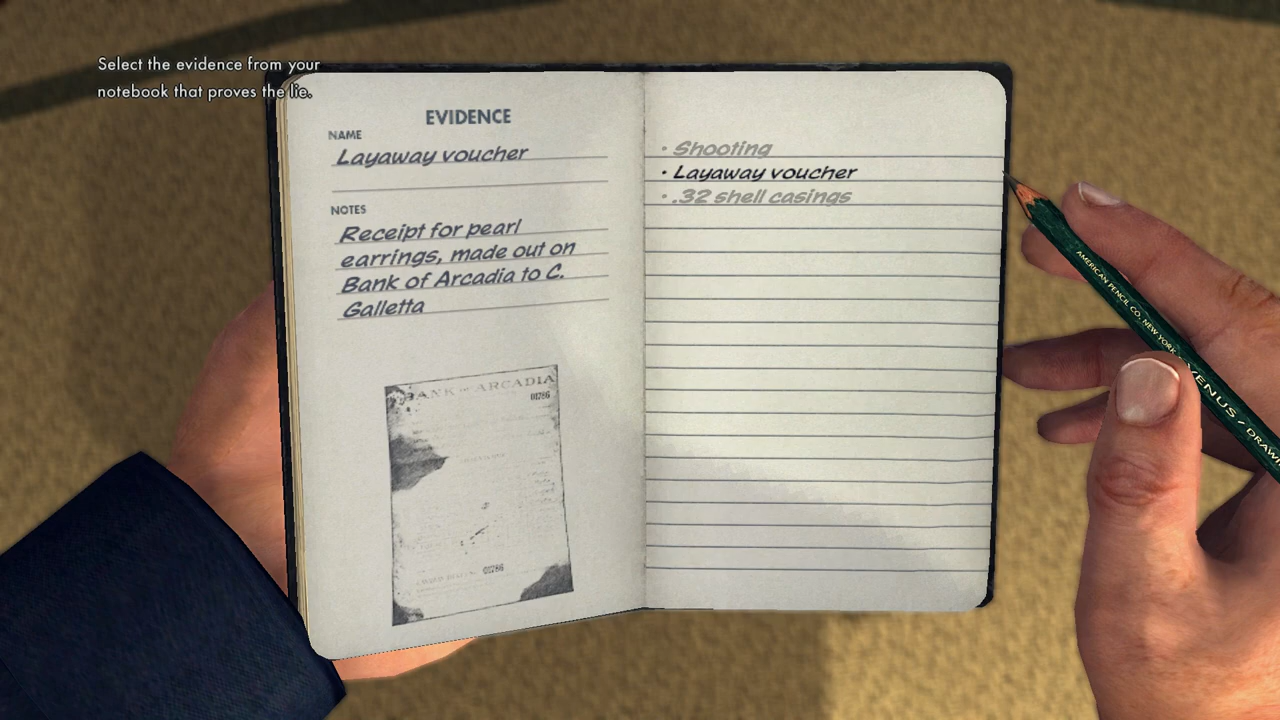 Select the evidence from your
notebook that proves the lie.
EVIDENCE
NAME
Layaway voucher
NOTES
Receipt for pearl
earrings, made out on
Bank of Arcadia to C.
Galletta
BANK OF ARCADIA
01786
01786
• Shooting
• Layaway voucher
• .32 shell casings
AMERICAN PENCIL CO. NEW YORK VENUS / DRAWI